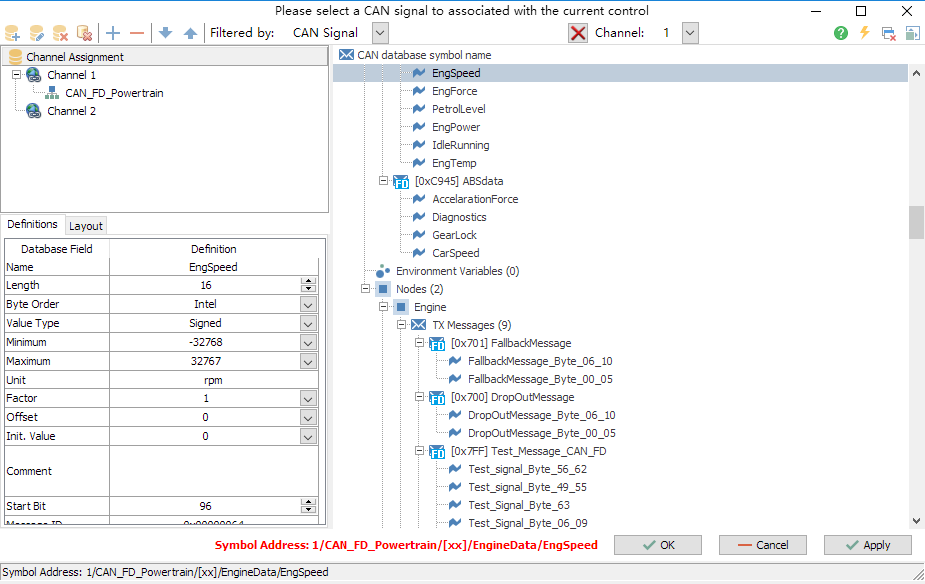 Please select a CAN signal to associated with the current control
Filtered by: CAN Signal Channel: 1
Channel Assignment
Channel 1
CAN_FD_Powertrain
Channel 2
CAN database symbol name
EngSpeed
EngForce
PetrolLevel
EngPower
IdleRunning
EngTemp
[0xC945] ABSdata
AccelarationForce
Diagnostics
GearLock
CarSpeed
Environment Variables (0)
Nodes (2)
Engine
TX Messages (9)
[0x701] FallbackMessage
FallbackMessage_Byte_06_10
FallbackMessage_Byte_00_05
[0x700] DropOutMessage
DropOutMessage_Byte_06_10
DropOutMessage_Byte_00_05
[0x7FF] Test_Message_CAN_FD
Test_signal_Byte_56_62
Test_signal_Byte_49_55
Test_Signal_Byte_63
Test_Signal_Byte_06_09
Definitions Layout
Database Field Definition
Name EngSpeed
Length 16
Byte Order Intel
Value Type Signed
Minimum -32768
Maximum 32767
Unit rpm
Factor 1
Offset 0
Init. Value 0
Comment
Start Bit 96
Message ID 0x00000064
Symbol Address: 1/CAN_FD_Powertrain/[xx]/EngineData/EngSpeed
OK Cancel Apply
Symbol Address: 1/CAN_FD_Powertrain/[xx]/EngineData/EngSpeed